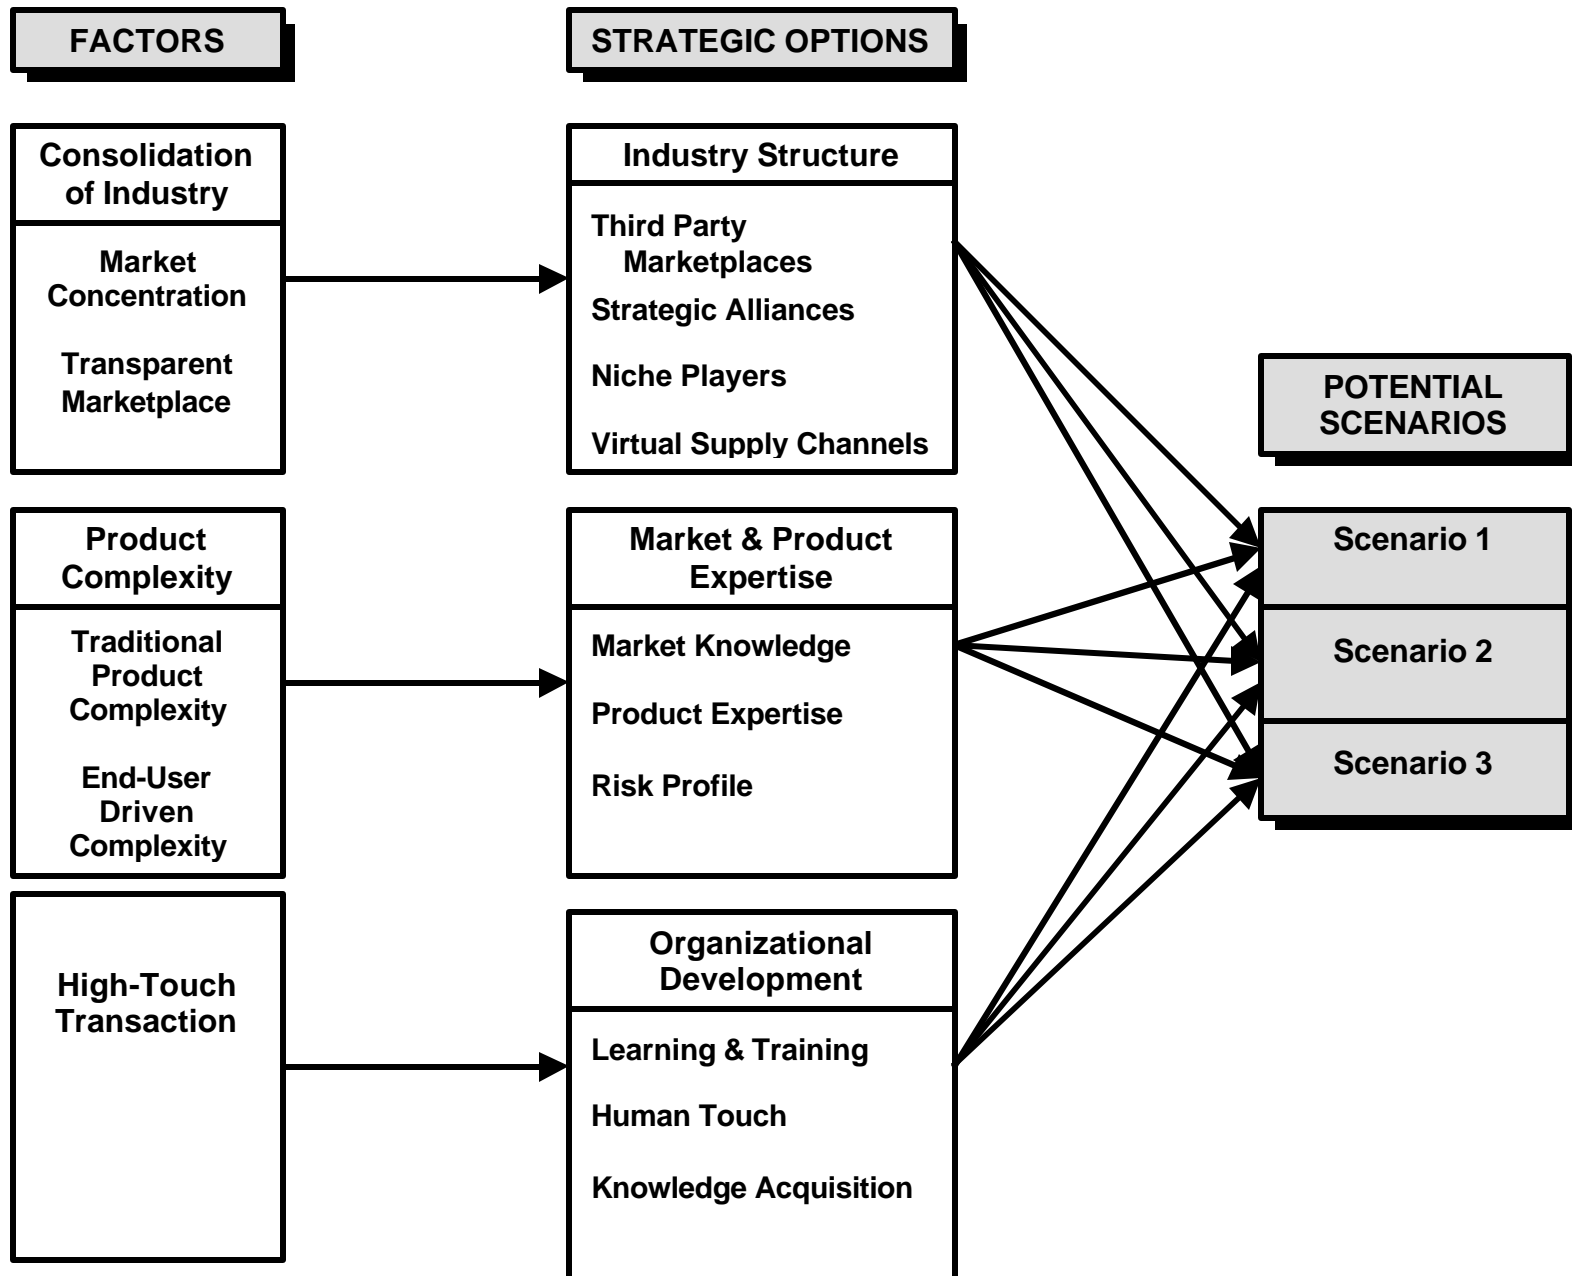 FACTORS
STRATEGIC OPTIONS
Consolidation
of Industry
Market
Concentration
Transparent
Marketplace
Industry Structure
Third Party
Marketplaces
Strategic Alliances
Niche Players
Virtual Supply Channels
POTENTIAL
SCENARIOS
Product
Complexity
Traditional
Product
Complexity
End-User
Driven
Complexity
Market & Product
Expertise
Market Knowledge
Product Expertise
Risk Profile
Scenario 1
Scenario 2
Scenario 3
High-Touch
Transaction
Organizational
Development
Learning & Training
Human Touch
Knowledge Acquisition